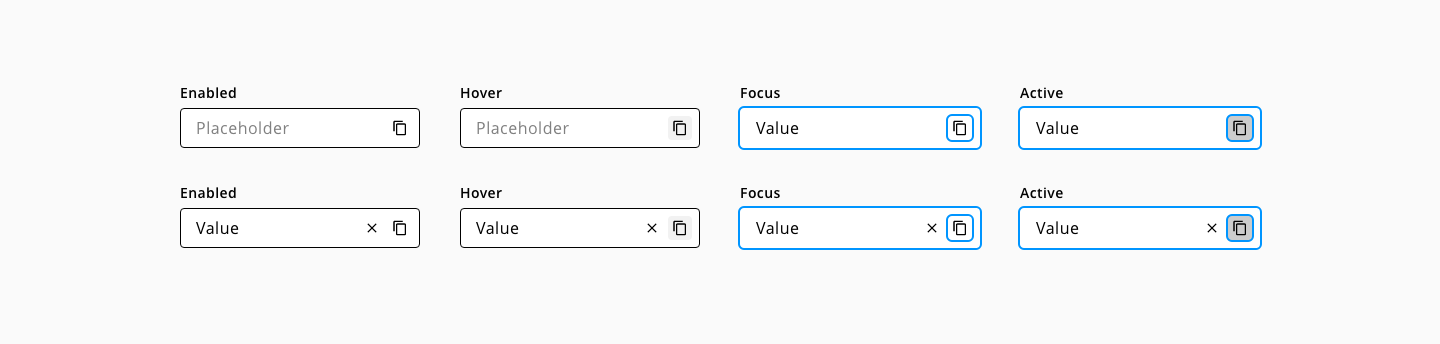 Enabled Hover Focus Active
Placeholder Placeholder Value Value
Enabled Hover Focus Active
Value Value Value Value